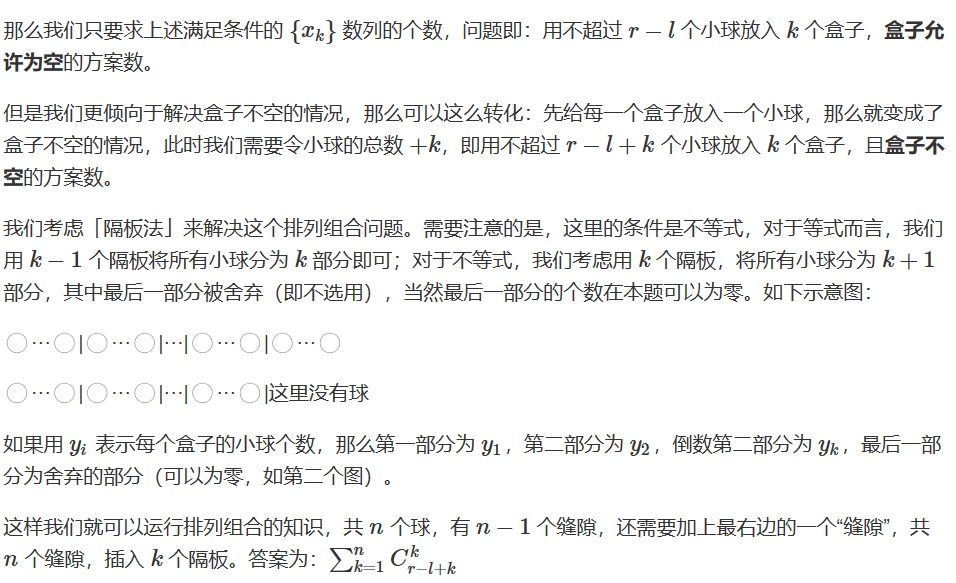 那么我们只要求上述满足条件的 {x_k} 数列的个数，问题即：用不超过 r − l 个小球放入 k 个盒子，盒子允
许为空的方案数。
但是我们更倾向于解决盒子不空的情况，那么可以这么转化：先给每一个盒子放入一个小球，那么就变成了
盒子不空的情况，此时我们需要令小球的总数 +k，即用不超过 r − l + k 个小球放入 k 个盒子，且盒子不
空的方案数。
我们考虑「隔板法」来解决这个排列组合问题。需要注意的是，这里的条件是不等式，对于等式而言，我们
用 k − 1 个隔板将所有小球分为 k 部分即可；对于不等式，我们考虑用 k 个隔板，将所有小球分为 k + 1
部分，其中最后一部分被舍弃（即不选用），当然最后一部分的个数在本题可以为零。如下示意图：
〇⋯〇|〇⋯〇|⋯|〇⋯〇|〇⋯〇
〇⋯〇|〇⋯〇|⋯|〇⋯〇|这里没有球
如果用 y_i 表示每个盒子的小球个数，那么第一部分为 y_1，第二部分为 y_2，倒数第二部分为 y_k，最后一部
分为舍弃的部分（可以为零，如第二个图）。
这样我们就可以运行排列组合的知识，共 n 个球，有 n − 1 个缝隙，还需要加上最右边的一个“缝隙”，共
n 个缝隙，插入 k 个隔板。答案为：∑_{k=1}^{n} C_{r−l+k}^{k}